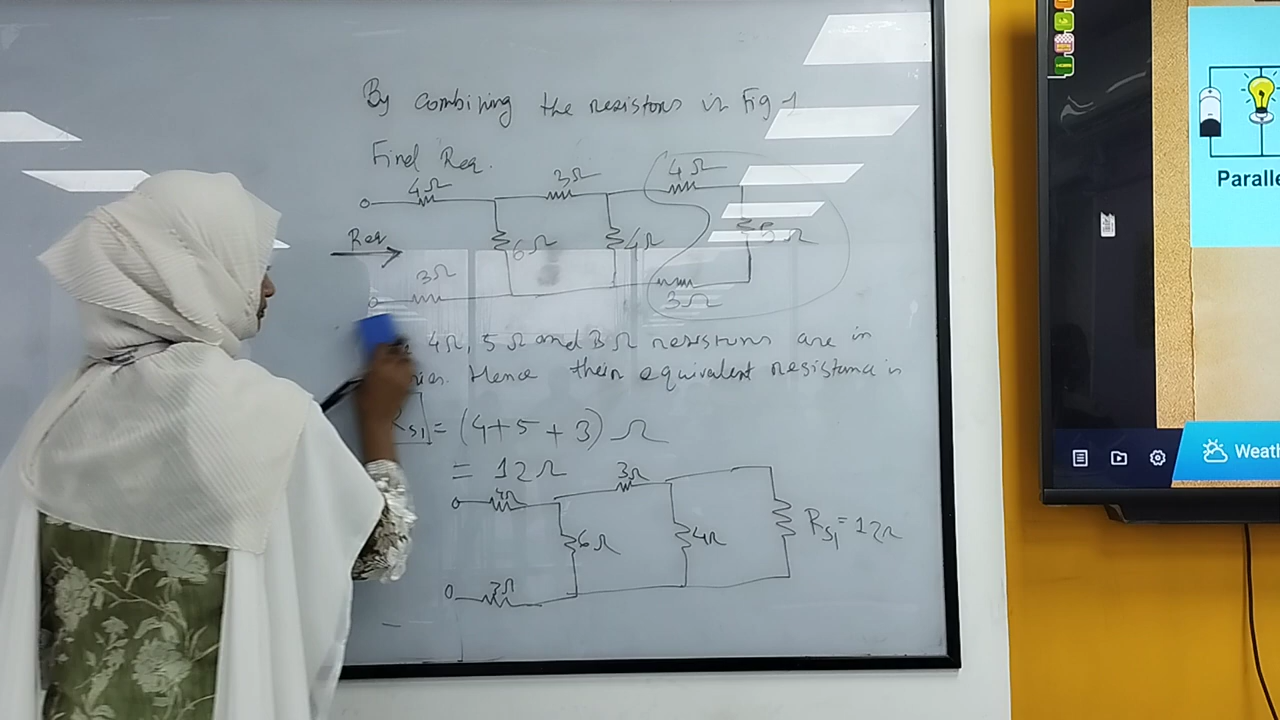 By combining the resistors in Fig 1
Find Req.
4Ω 3Ω 4Ω
Req 6Ω 4Ω 5Ω
3Ω 3Ω
4Ω, 5Ω and 3Ω resistors are in
Hence their equivalent resistance is
Rs1 = (4+5+3) Ω
= 12Ω
4Ω 3Ω
6Ω 4Ω Rs1 = 12Ω
3Ω
Paralle
Weath